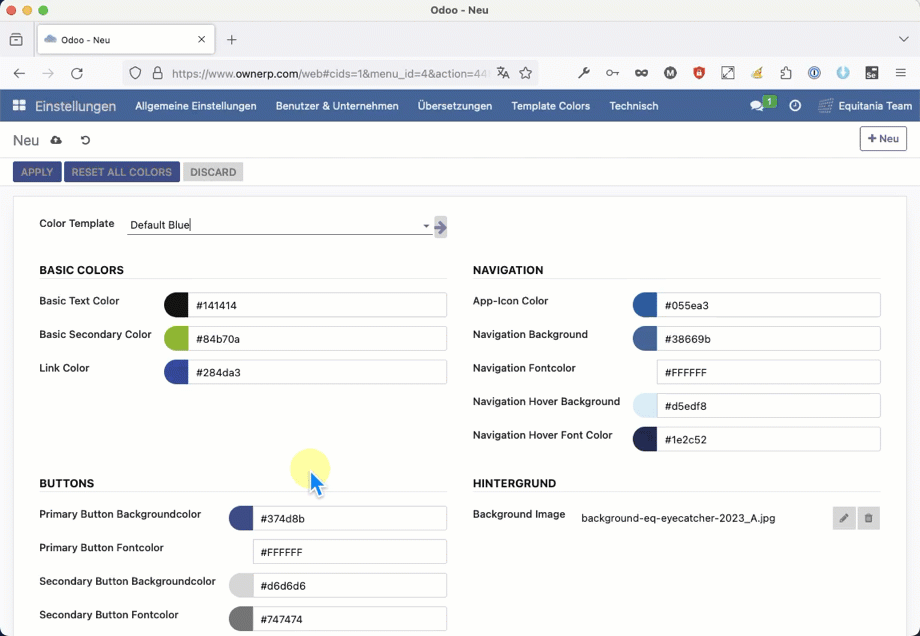 Odoo - Neu
Odoo - Neu
https://www.ownerp.com/web#cids=1&menu_id=4&action=44
Einstellungen Allgemeine Einstellungen Benutzer & Unternehmen Übersetzungen Template Colors Technisch 1 Equitania Team
Neu + Neu
APPLY RESET ALL COLORS DISCARD
Color Template Default Blue
BASIC COLORS
Basic Text Color #141414
Basic Secondary Color #84b70a
Link Color #284da3
NAVIGATION
App-Icon Color #055ea3
Navigation Background #38669b
Navigation Fontcolor #FFFFFF
Navigation Hover Background #d5edf8
Navigation Hover Font Color #1e2c52
BUTTONS
Primary Button Backgroundcolor #374d8b
Primary Button Fontcolor #FFFFFF
Secondary Button Backgroundcolor #d6d6d6
Secondary Button Fontcolor #747474
HINTERGRUND
Background Image background-eq-eyecatcher-2023_A.jpg